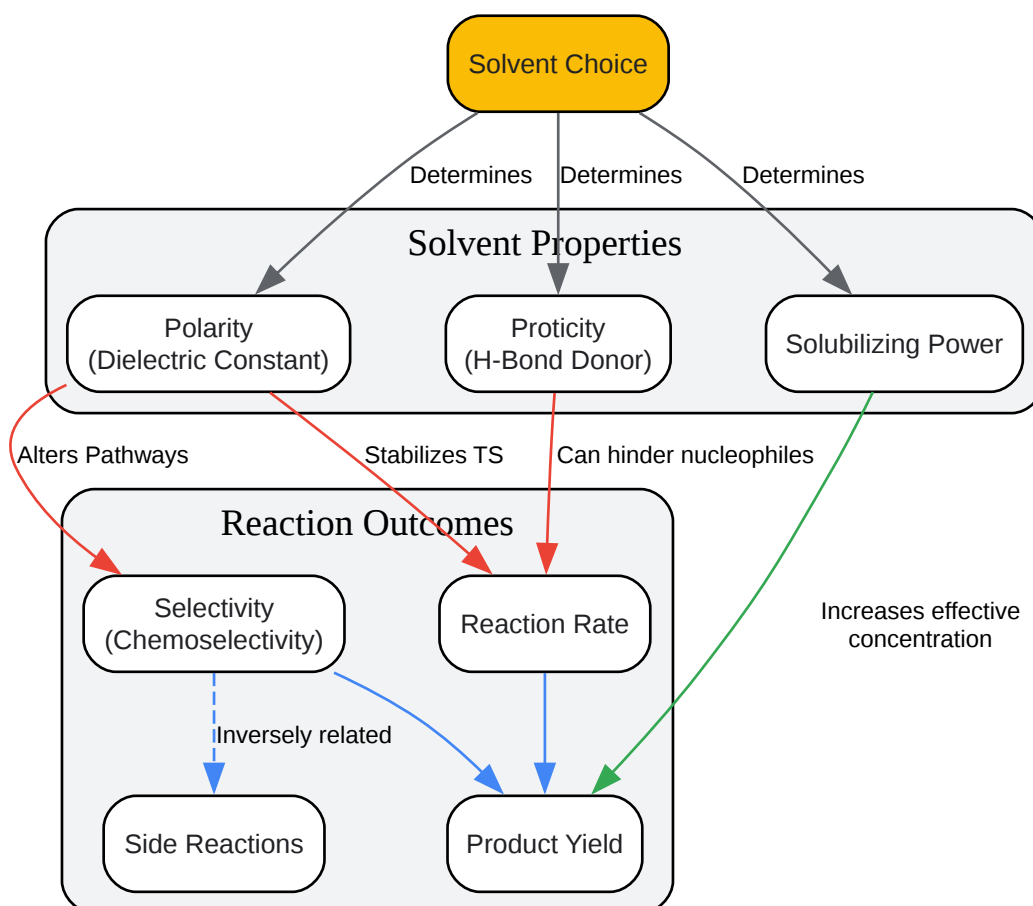 Solvent Choice
Determines
Determines
Determines
Solvent Properties
Polarity
(Dielectric Constant)
Proticity
(H-Bond Donor)
Solubilizing Power
Alters Pathways
Stabilizes TS
Can hinder nucleophiles
Reaction Outcomes
Selectivity
(Chemoselectivity)
Reaction Rate
Increases effective
concentration
Inversely related
Side Reactions
Product Yield